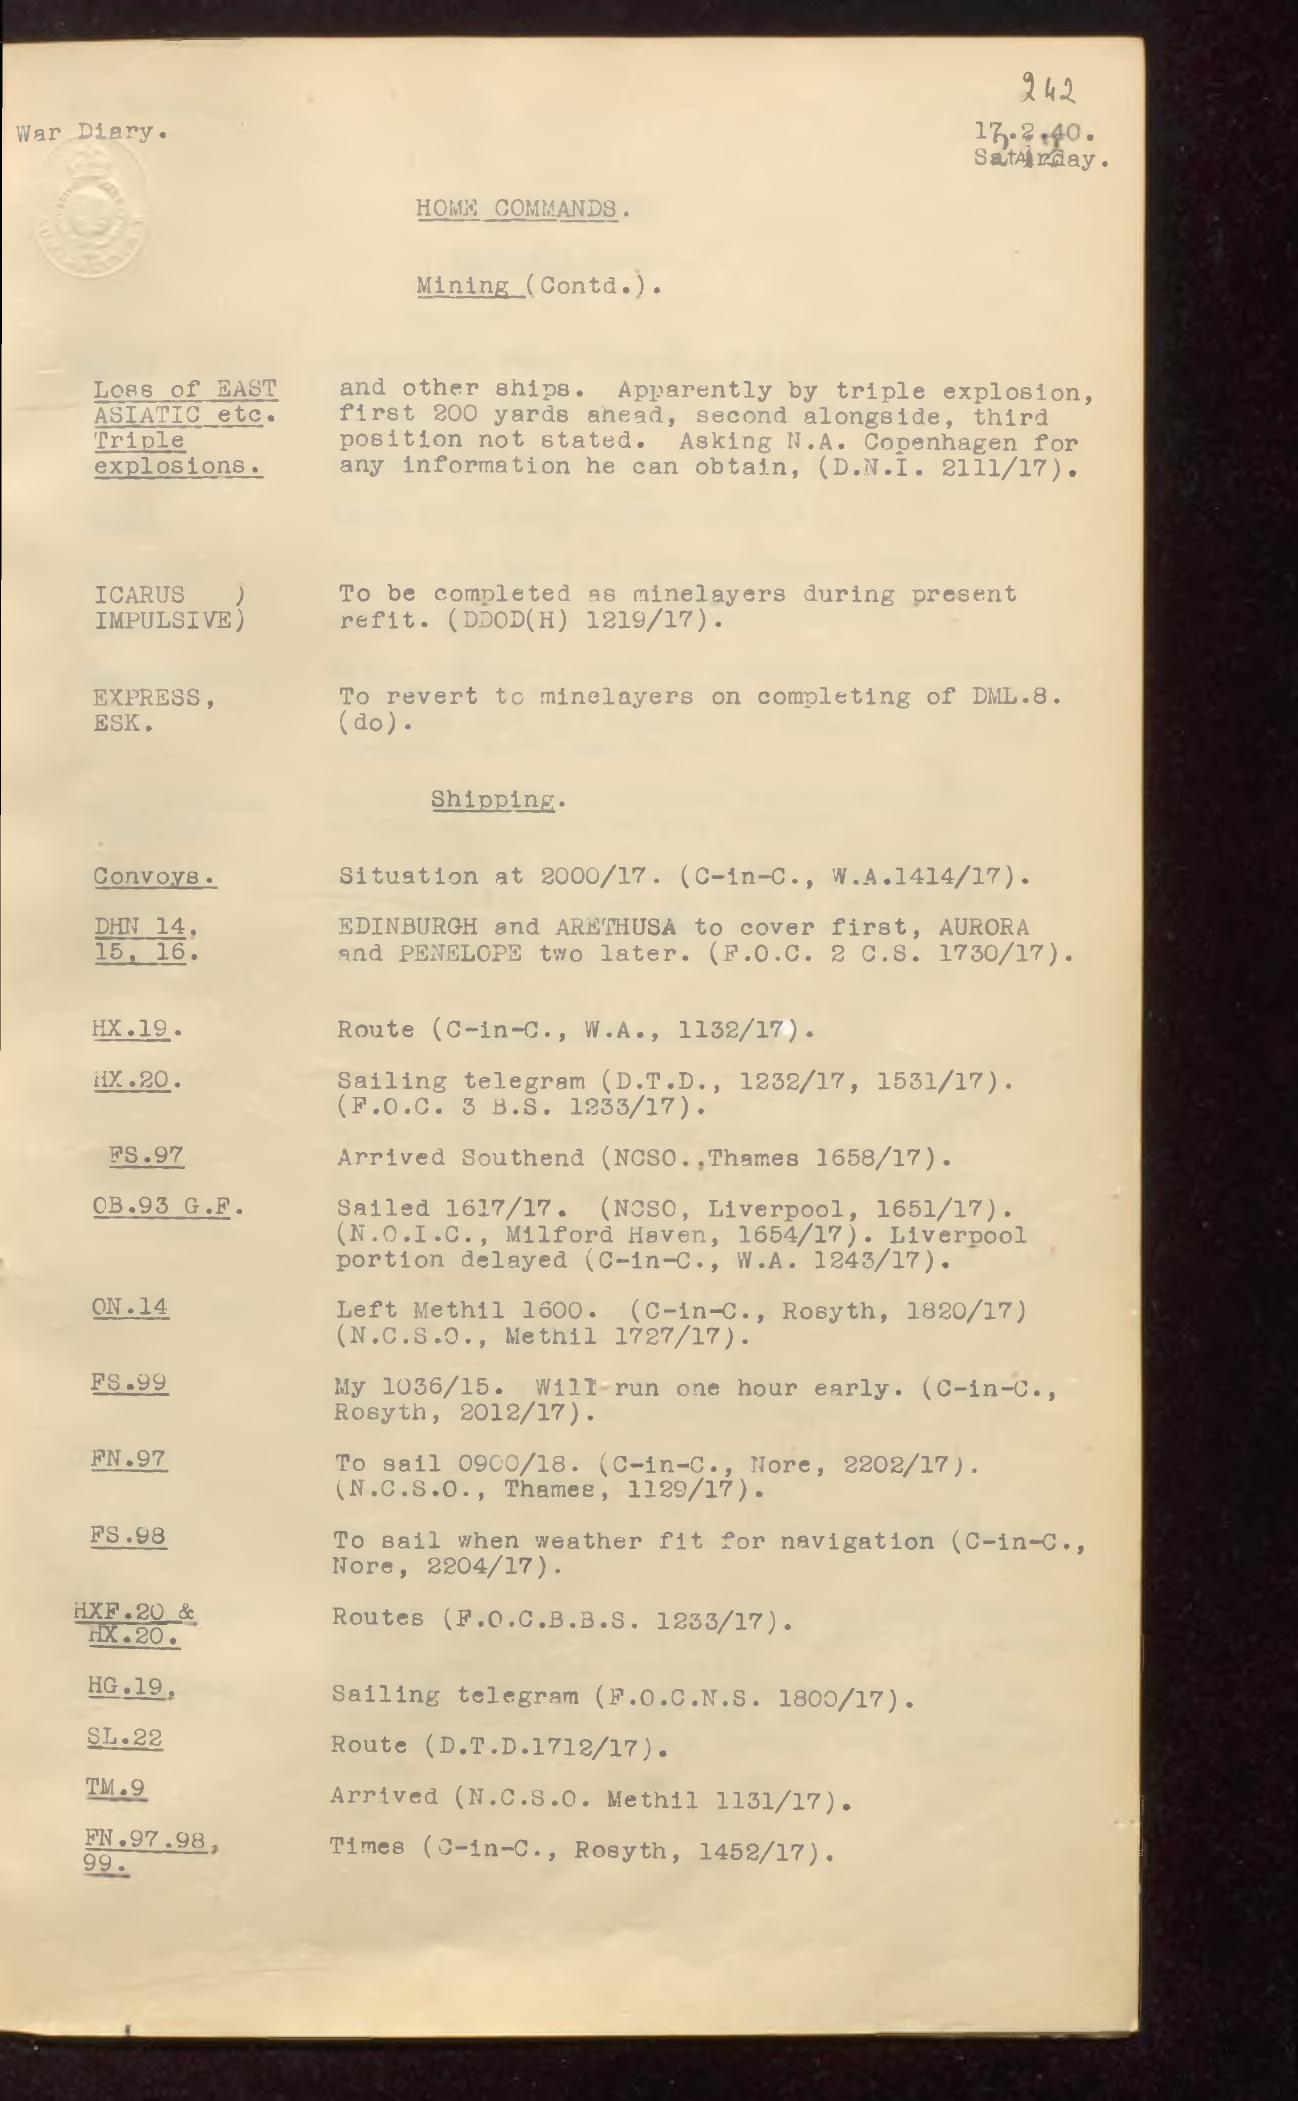 242
War Diary.
17.2.40.
Saturday.
HOME COMMANDS.
Mining (Contd.).
Loss of EAST
ASIATIC etc.
Triple
explosions.
and other ships. Apparently by triple explosion,
first 200 yards ahead, second alongside, third
position not stated. Asking N.A. Copenhagen for
any information he can obtain, (D.N.I. 2111/17).
ICARUS )
IMPULSIVE)
To be completed as minelayers during present
refit. (DDOD(H) 1219/17).
EXPRESS,
ESK.
To revert to minelayers on completing of DML.8.
(do).
Shipping.
Convoys.
Situation at 2000/17. (C-in-C., W.A.1414/17).
DHN 14,
15, 16.
EDINBURGH and ARETHUSA to cover first, AURORA
and PENELOPE two later. (F.O.C. 2 C.S. 1730/17).
HX.19.
Route (C-in-C., W.A., 1132/17).
HX.20.
Sailing telegram (D.T.D., 1232/17, 1531/17).
(F.O.C. 3 B.S. 1233/17).
FS.97
Arrived Southend (NCSO.,Thames 1658/17).
OB.93 G.F.
Sailed 1617/17. (NCSO, Liverpool, 1651/17).
(N.O.I.C., Milford Haven, 1654/17). Liverpool
portion delayed (C-in-C., W.A. 1243/17).
ON.14
Left Methil 1600. (C-in-C., Rosyth, 1820/17)
(N.C.S.O., Methil 1727/17).
FS.99
My 1036/15. Will run one hour early. (C-in-C.,
Rosyth, 2012/17).
FN.97
To sail 0900/18. (C-in-C., Nore, 2202/17).
(N.C.S.O., Thames, 1129/17).
FS.98
To sail when weather fit for navigation (C-in-C.,
Nore, 2204/17).
HXF.20 &
HX.20.
Routes (F.O.C.B.B.S. 1233/17).
HG.19,
Sailing telegram (F.O.C.N.S. 1800/17).
SL.22
Route (D.T.D.1712/17).
TM.9
Arrived (N.C.S.O. Methil 1131/17).
FN.97.98,
99.
Times (C-in-C., Rosyth, 1452/17).